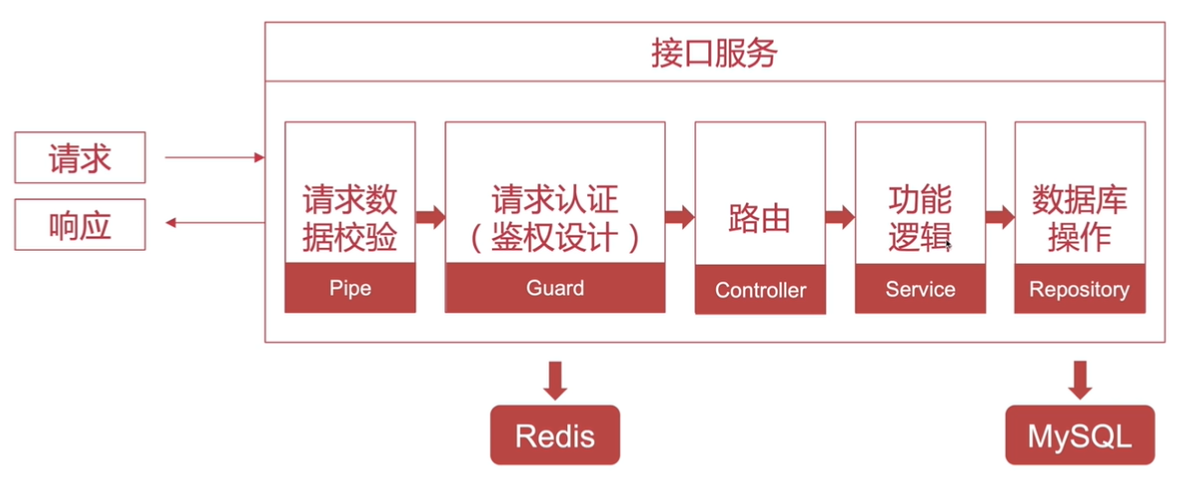 接口服务
请求
响应
请求数
据校验
Pipe
请求认证
（鉴权设计）
Guard
路由
Controller
功能
逻辑
Service
数据库
操作
Repository
Redis
MySQL